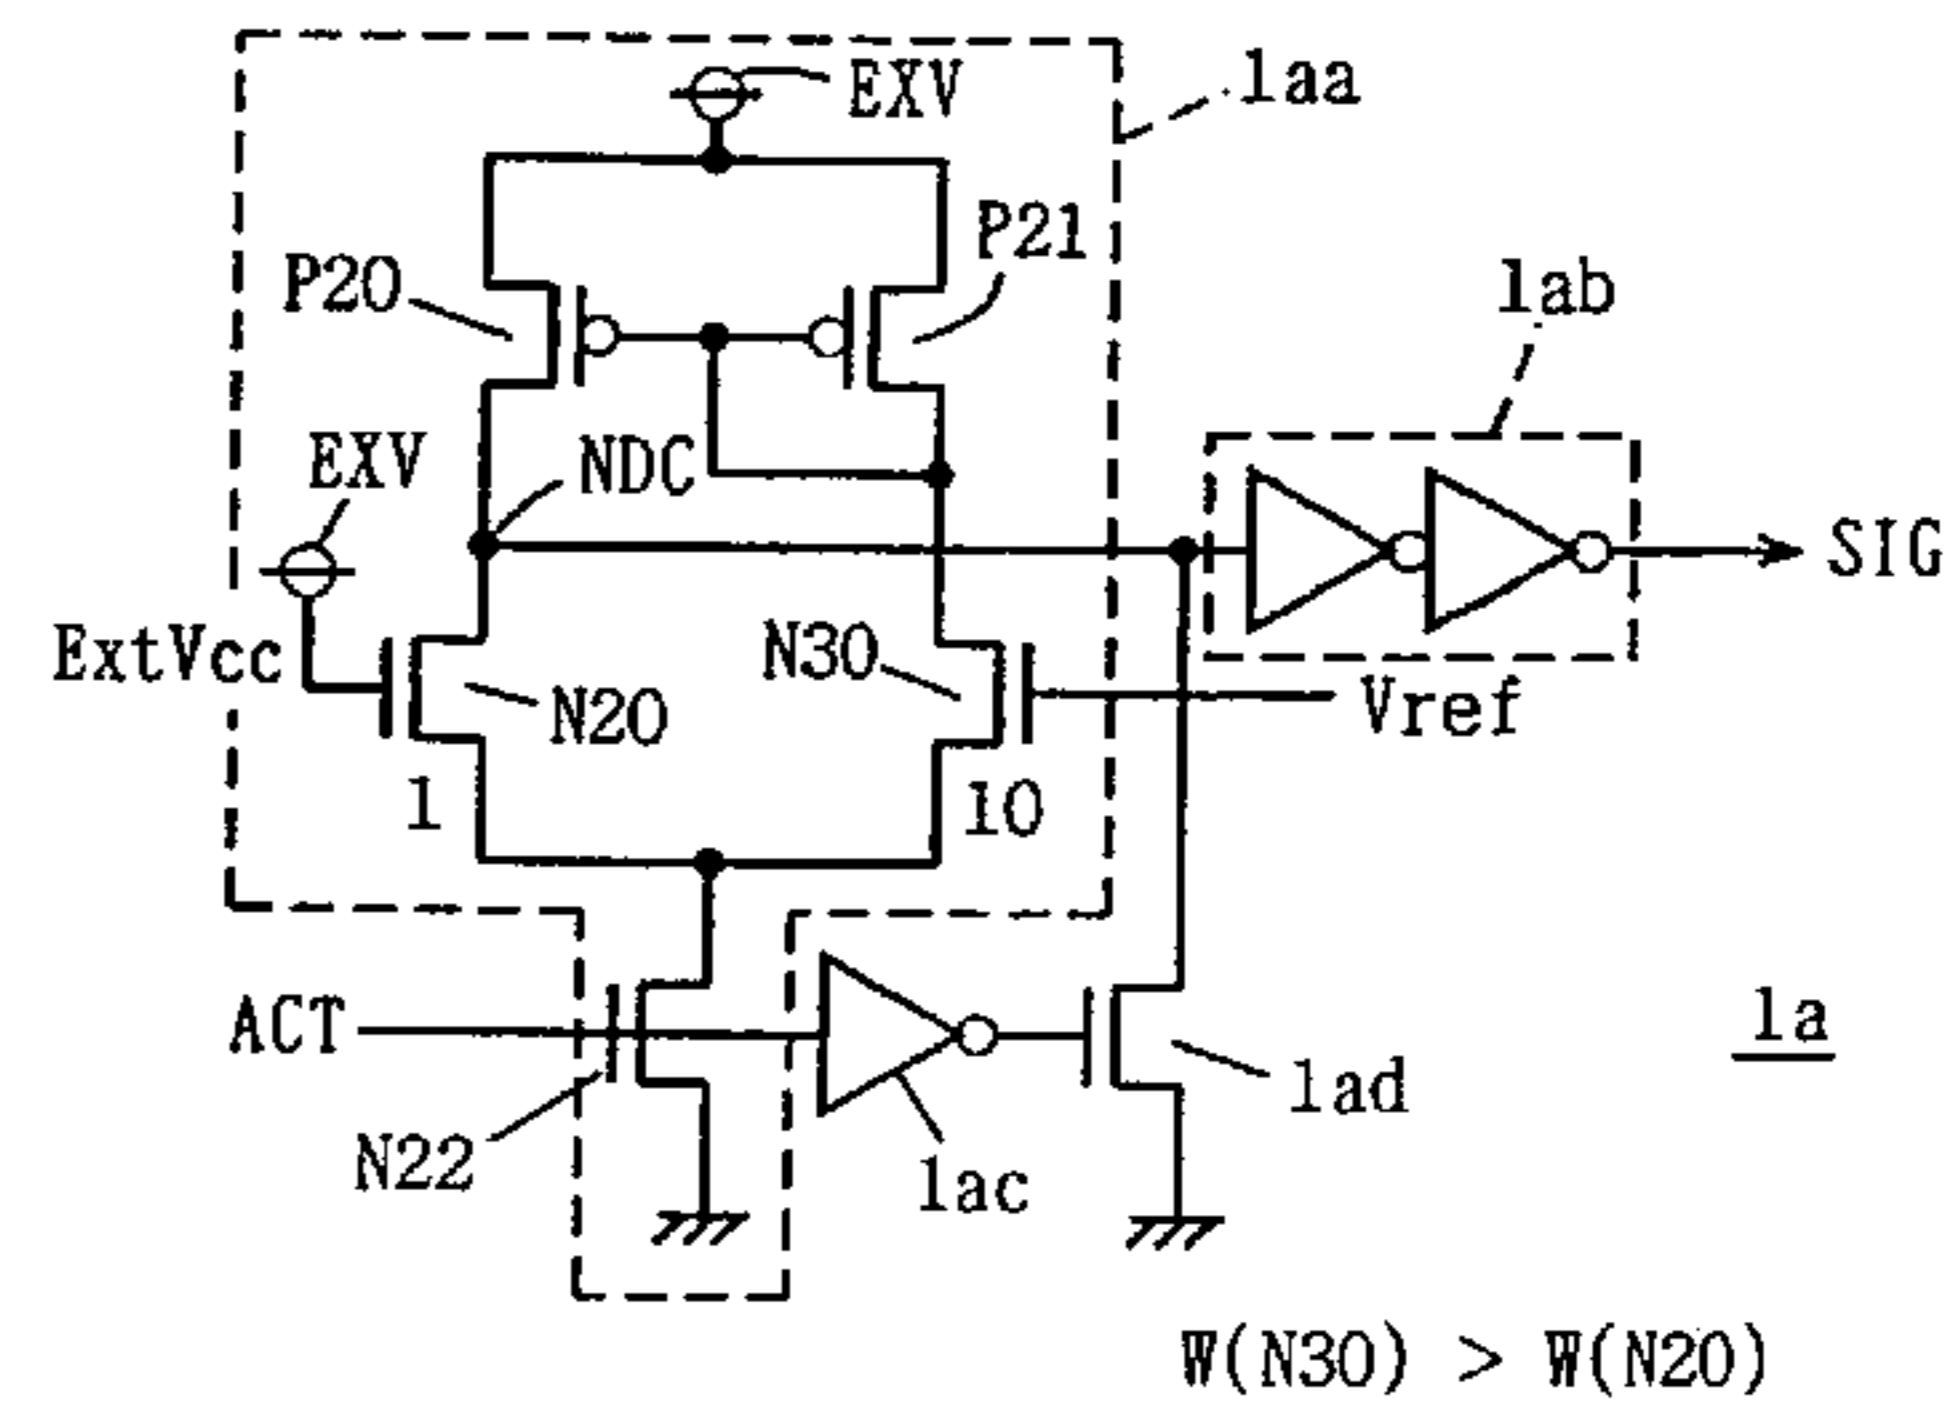 EXV
1aa
P21
P20
1ab
EXV
NDC
SIG
ExtVcc
N30
N20
Vref
1
10
ACT
1a
1ad
N22
1ac
W(N30) > W(N20)